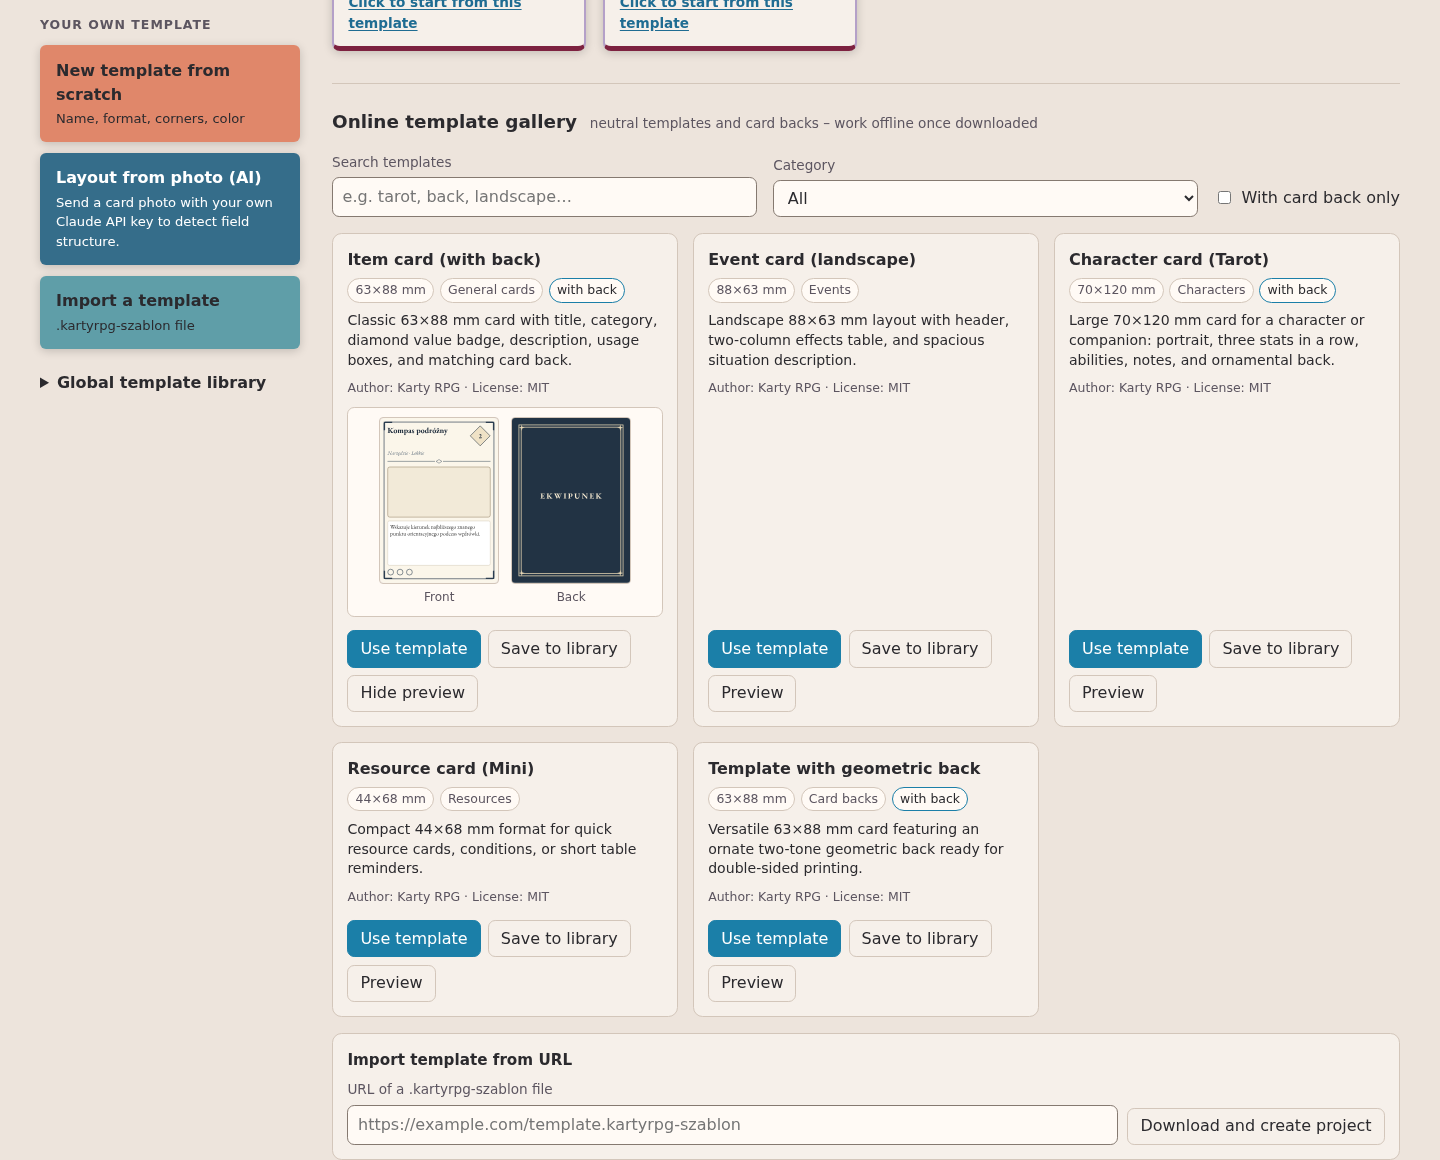 YOUR OWN TEMPLATE
New template from
scratch
Name, format, corners, color
Layout from photo (AI)
Send a card photo with your own
Claude API key to detect field
structure.
Import a template
.kartyrpg-szablon file
Global template library
Click to start from this
template
Click to start from this
template
Online template gallery neutral templates and card backs – work offline once downloaded
Search templates
e.g. tarot, back, landscape…
Category
All
With card back only
Item card (with back)
63×88 mm General cards with back
Classic 63×88 mm card with title, category,
diamond value badge, description, usage
boxes, and matching card back.
Author: Karty RPG · License: MIT
Kompas podróżny
Wskazuje kierunek najbliższego znanego
punktu orientacyjnego podczas wędrówki.
EKWIPUNEK
Front
Back
Use template
Save to library
Hide preview
Event card (landscape)
88×63 mm Events
Landscape 88×63 mm layout with header,
two-column effects table, and spacious
situation description.
Author: Karty RPG · License: MIT
Use template
Save to library
Preview
Character card (Tarot)
70×120 mm Characters with back
Large 70×120 mm card for a character or
companion: portrait, three stats in a row,
abilities, notes, and ornamental back.
Author: Karty RPG · License: MIT
Use template
Save to library
Preview
Resource card (Mini)
44×68 mm Resources
Compact 44×68 mm format for quick
resource cards, conditions, or short table
reminders.
Author: Karty RPG · License: MIT
Use template
Save to library
Preview
Template with geometric back
63×88 mm Card backs with back
Versatile 63×88 mm card featuring an
ornate two-tone geometric back ready for
double-sided printing.
Author: Karty RPG · License: MIT
Use template
Save to library
Preview
Import template from URL
URL of a .kartyrpg-szablon file
https://example.com/template.kartyrpg-szablon
Download and create project